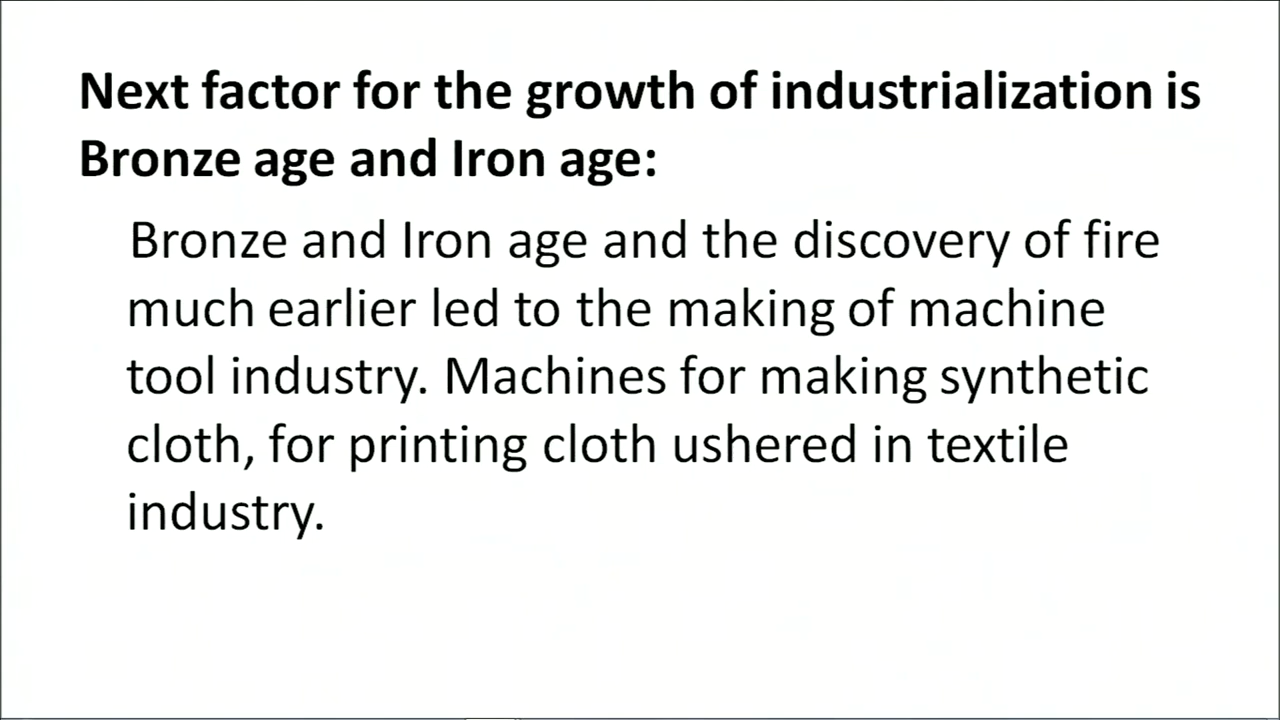 Next factor for the growth of industrialization is
Bronze age and Iron age:
Bronze and Iron age and the discovery of fire
much earlier led to the making of machine
tool industry. Machines for making synthetic
cloth, for printing cloth ushered in textile
industry.